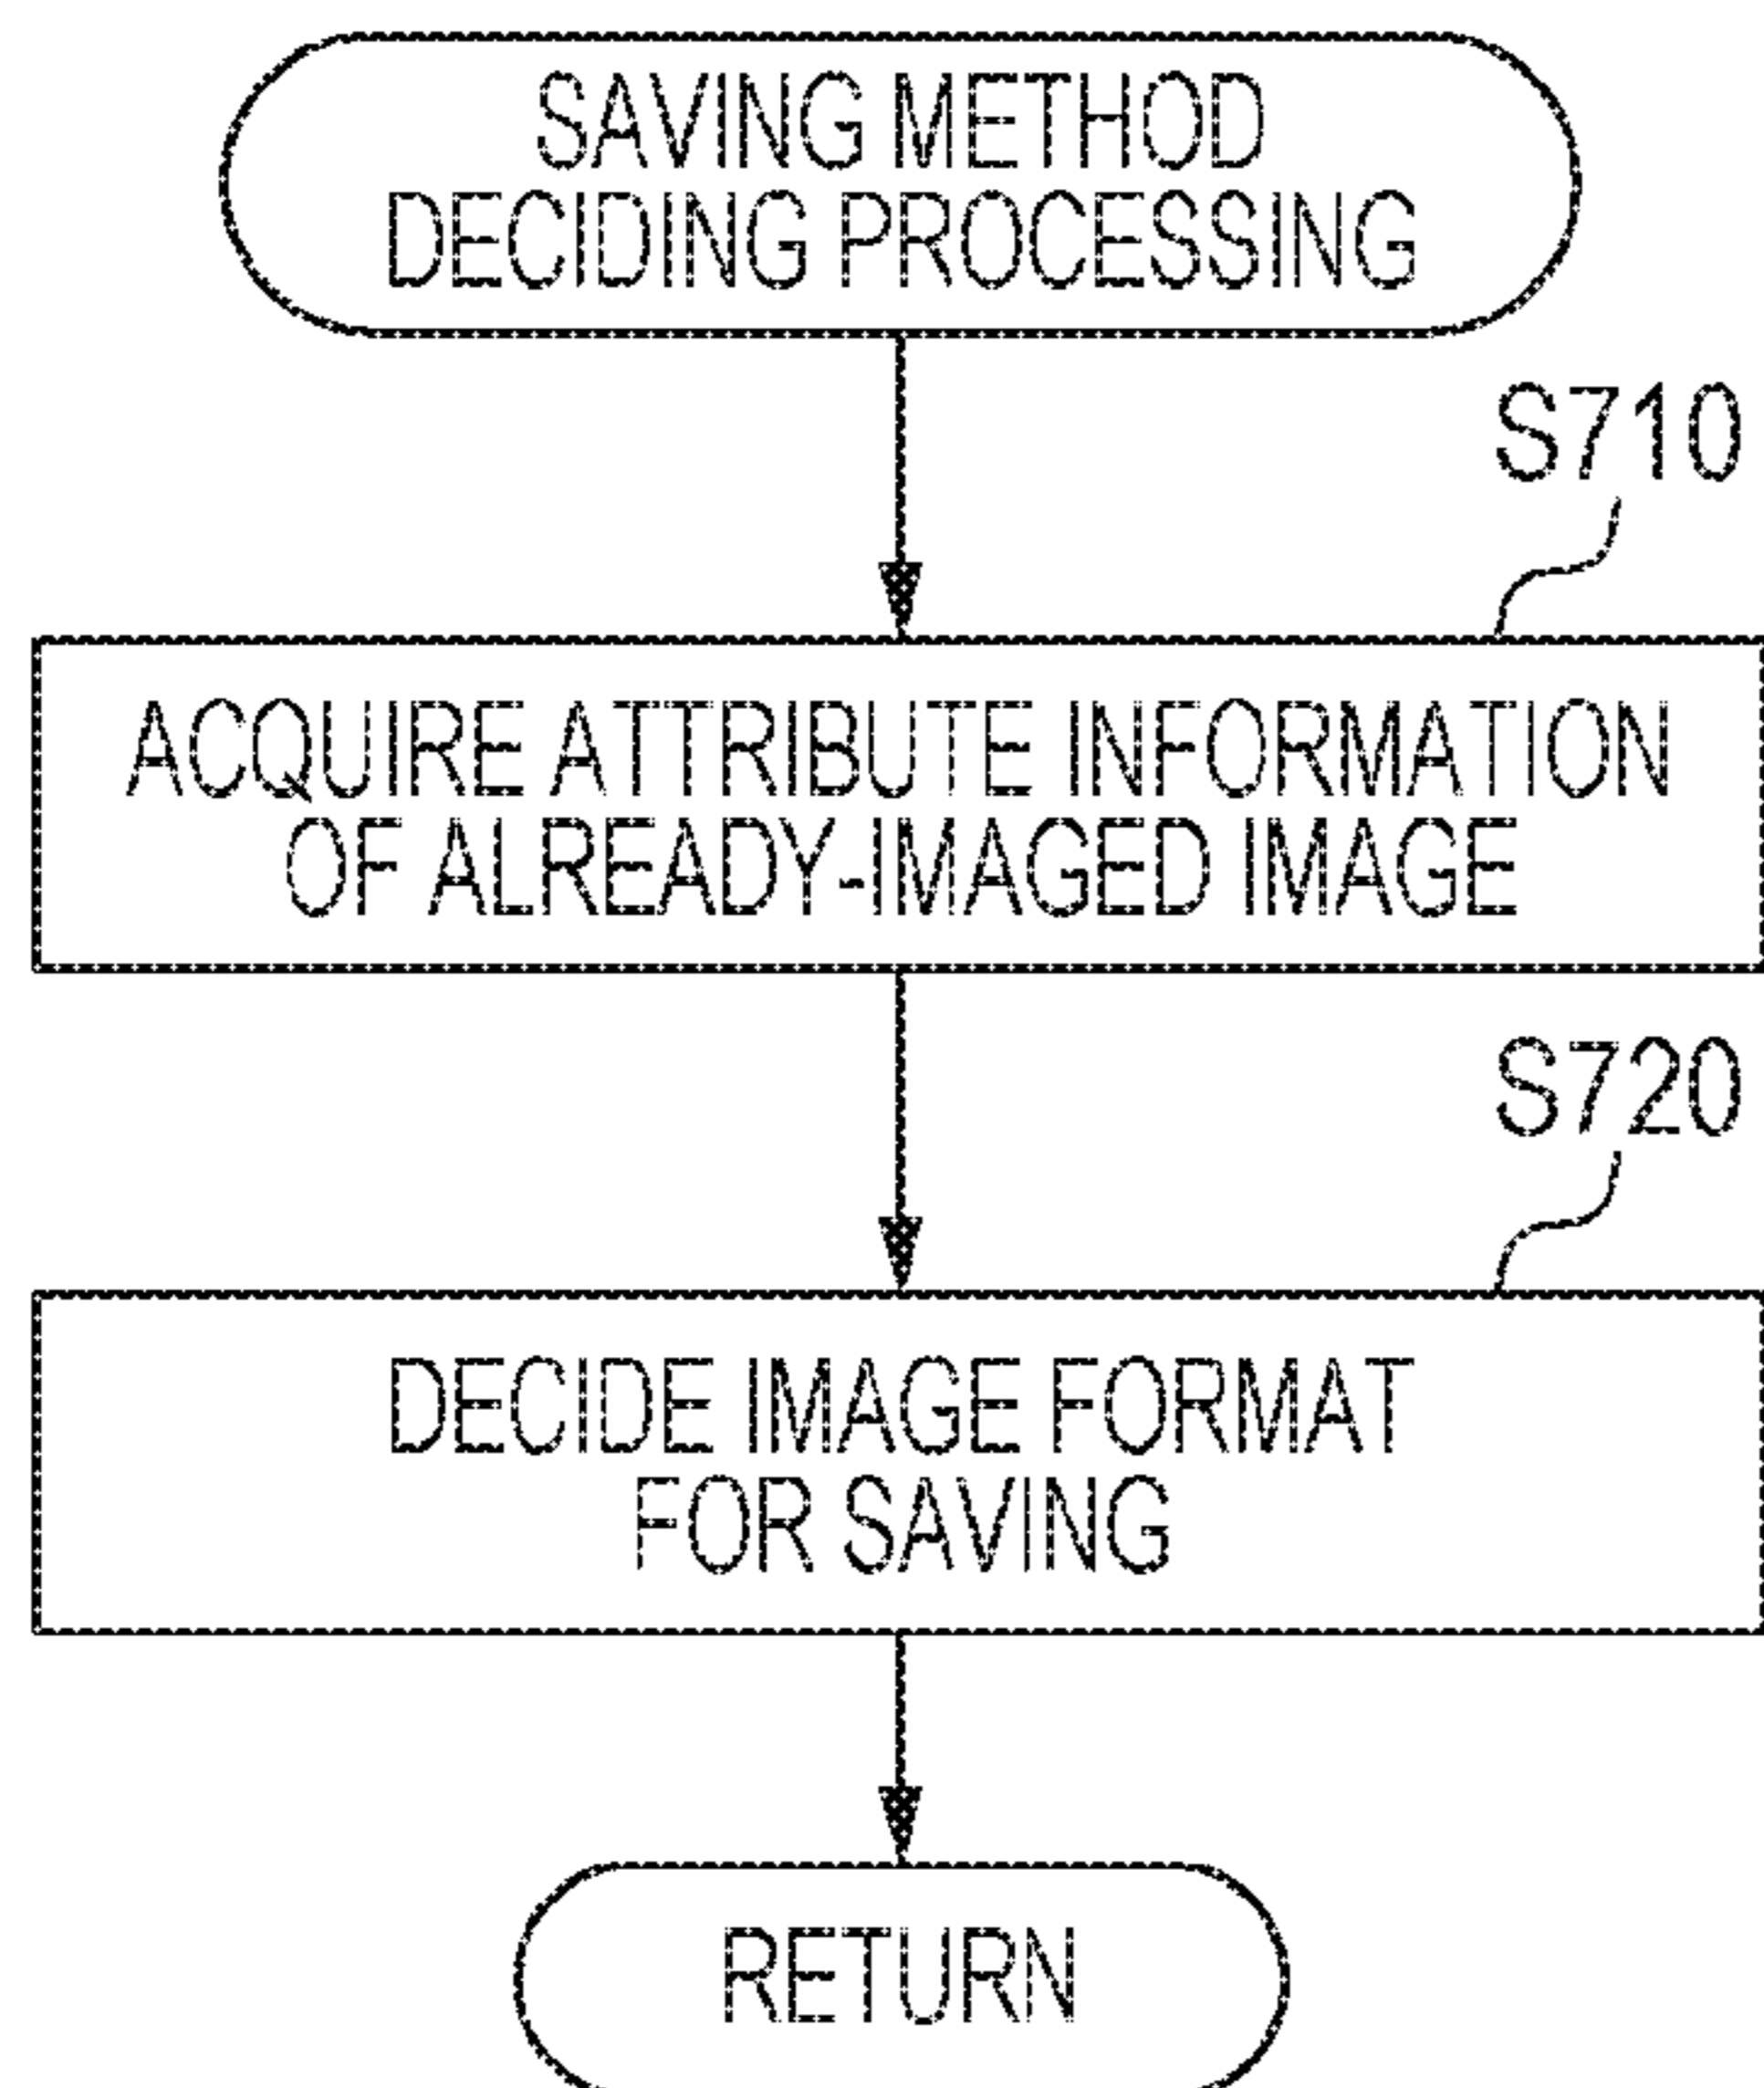 SAVING METHOD
DECIDING PROCESSING
S710
ACQUIRE ATTRIBUTE INFORMATION
OF ALREADY-IMAGED IMAGE
S720
DECIDE IMAGE FORMAT
FOR SAVING
RETURN